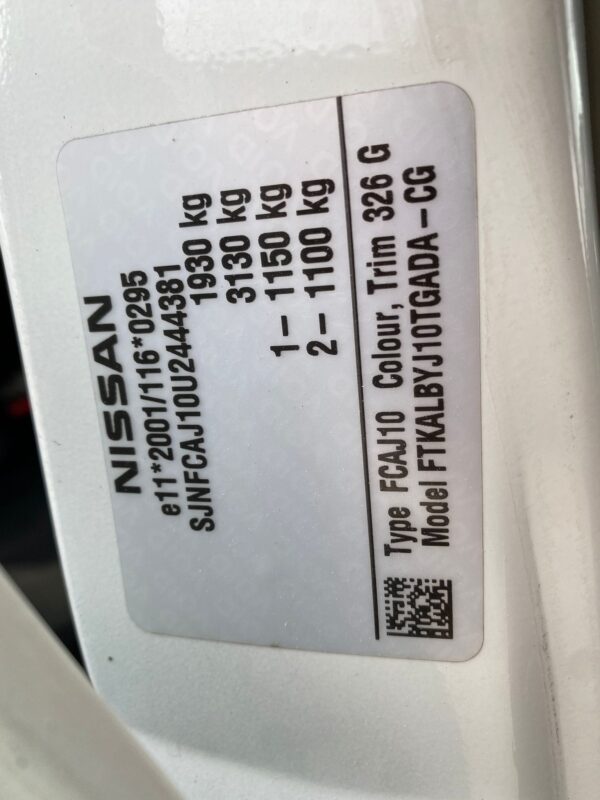 NISSAN
e11*2001/116*0295
SJNFCAJ10U2444381
1930 kg
3130 kg
1– 1150 kg
2– 1100 kg
Type FCAJ10 Colour, Trim 326 G
Model FTKALBYJ10TGADA–CG